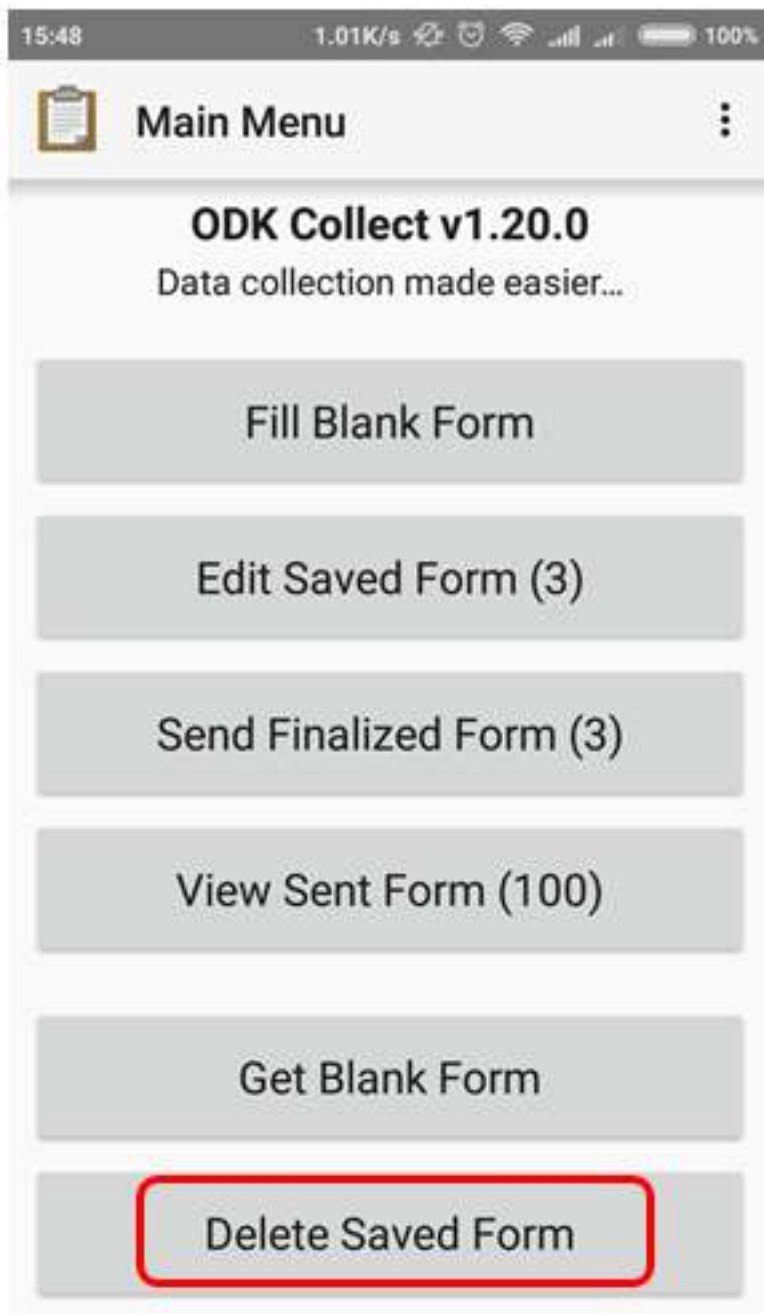 15:48 1.01K/s 100%
Main Menu
ODK Collect v1.20.0
Data collection made easier...
Fill Blank Form
Edit Saved Form (3)
Send Finalized Form (3)
View Sent Form (100)
Get Blank Form
Delete Saved Form